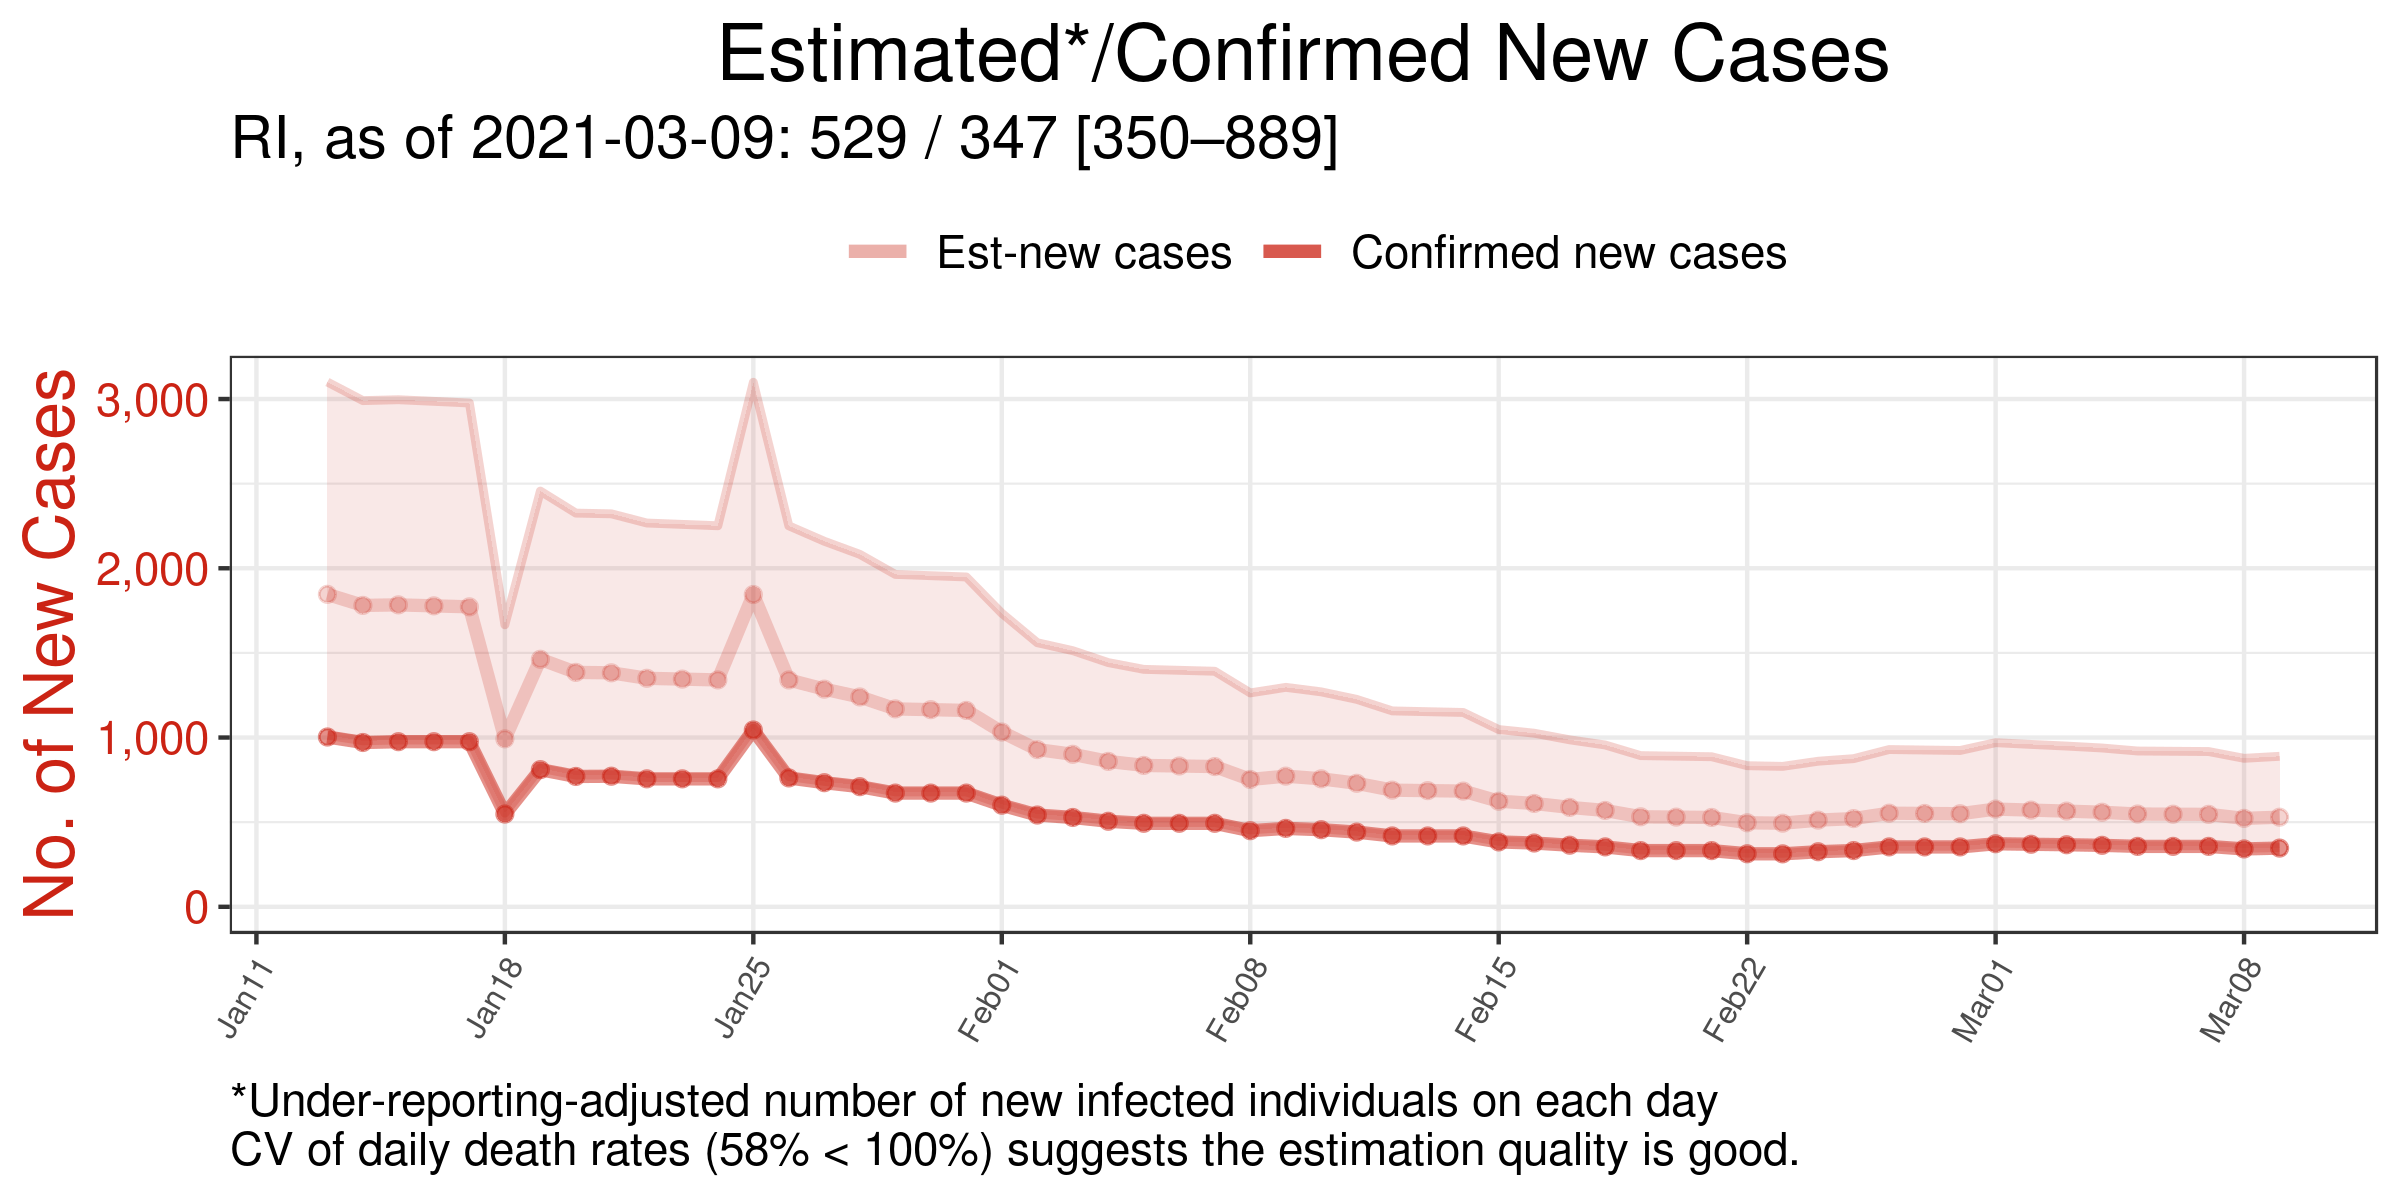 Estimated*/Confirmed New Cases
RI, as of 2021-03-09: 529 / 347 [350–889]
Est-new cases
Confirmed new cases
No. of New Cases
3,000
2,000
1,000
0
Jan11
Jan18
Jan25
Feb01
Feb08
Feb15
Feb22
Mar01
Mar08
*Under-reporting-adjusted number of new infected individuals on each day
CV of daily death rates (58% < 100%) suggests the estimation quality is good.